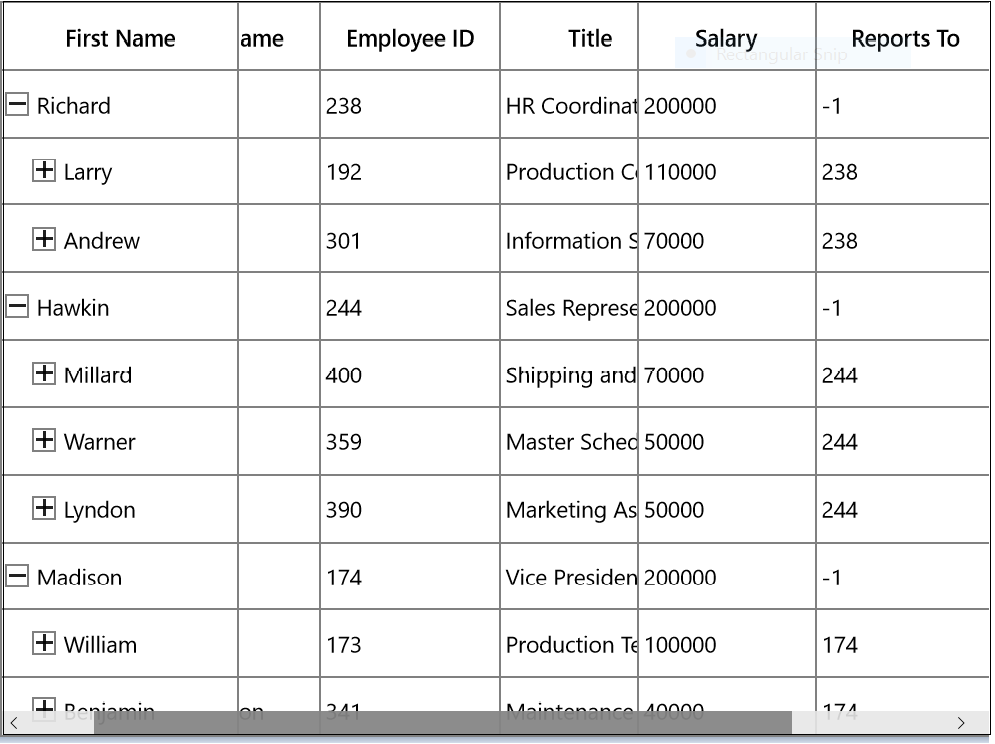 First Name ame Employee ID Title Salary Reports To
Rectangular Snip
Richard 238 HR Coordinat 200000 -1
Larry 192 Production Co 110000 238
Andrew 301 Information S 70000 238
Hawkin 244 Sales Represe 200000 -1
Millard 400 Shipping and 70000 244
Warner 359 Master Sched 50000 244
Lyndon 390 Marketing As 50000 244
Madison 174 Vice Presiden 200000 -1
William 173 Production Te 100000 174
Benjamin on 341 Maintenance 40000 174